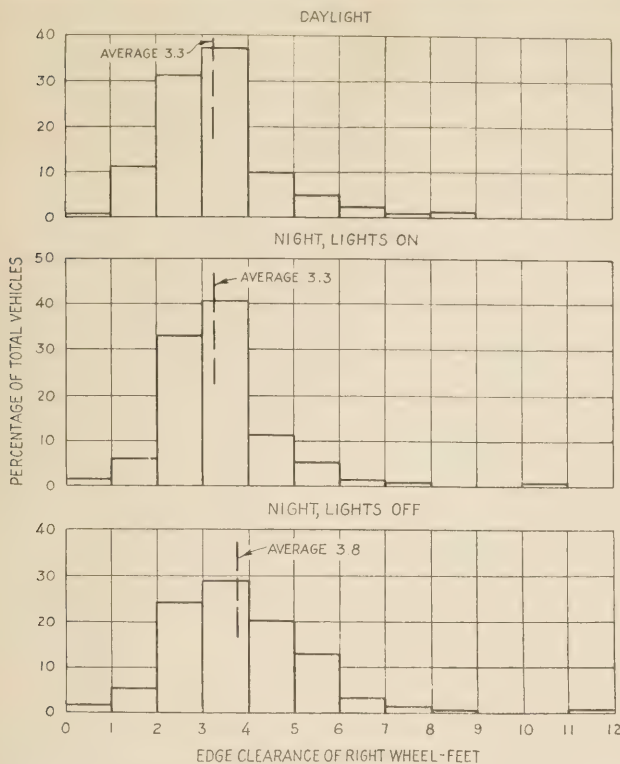 DAYLIGHT
40
AVERAGE 3.3
30
20
10
0
NIGHT, LIGHTS ON
50
AVERAGE 3.3
40
30
20
10
0
PERCENTAGE OF TOTAL VEHICLES
NIGHT, LIGHTS OFF
40
AVERAGE 3.8
30
20
10
0
0 1 2 3 4 5 6 7 8 9 10 11 12
EDGE CLEARANCE OF RIGHT WHEEL-FEET